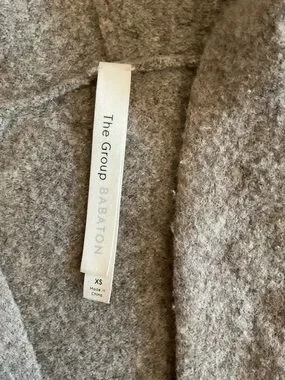 The Group BABATON
XS
Made in
China